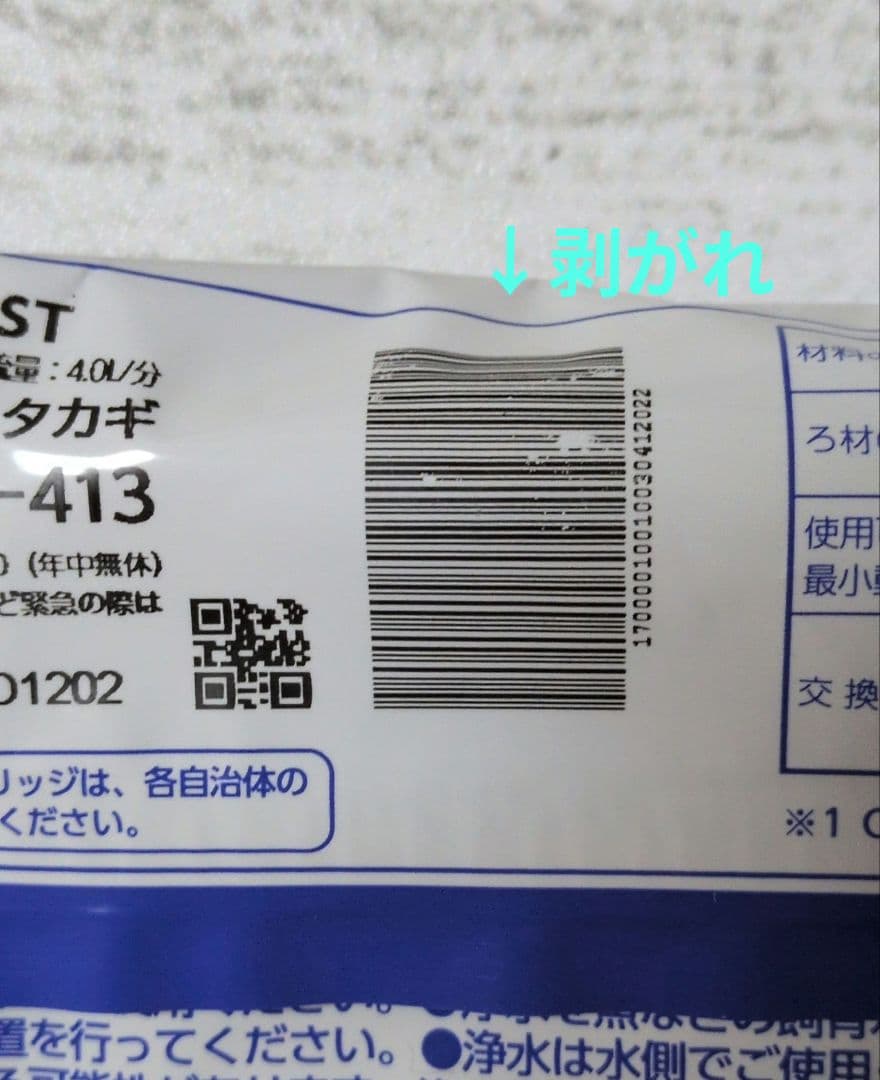 ↓剥がれ
ST
流量：4.0L/分
タカギ
-413
(年中無休)
ど緊急の際は
01202
リッジは、各自治体の
ください。
17000010010030412022
材料
ろ材
使用
最小
交換
※1
置を行ってください。
●浄水は水側でご使用